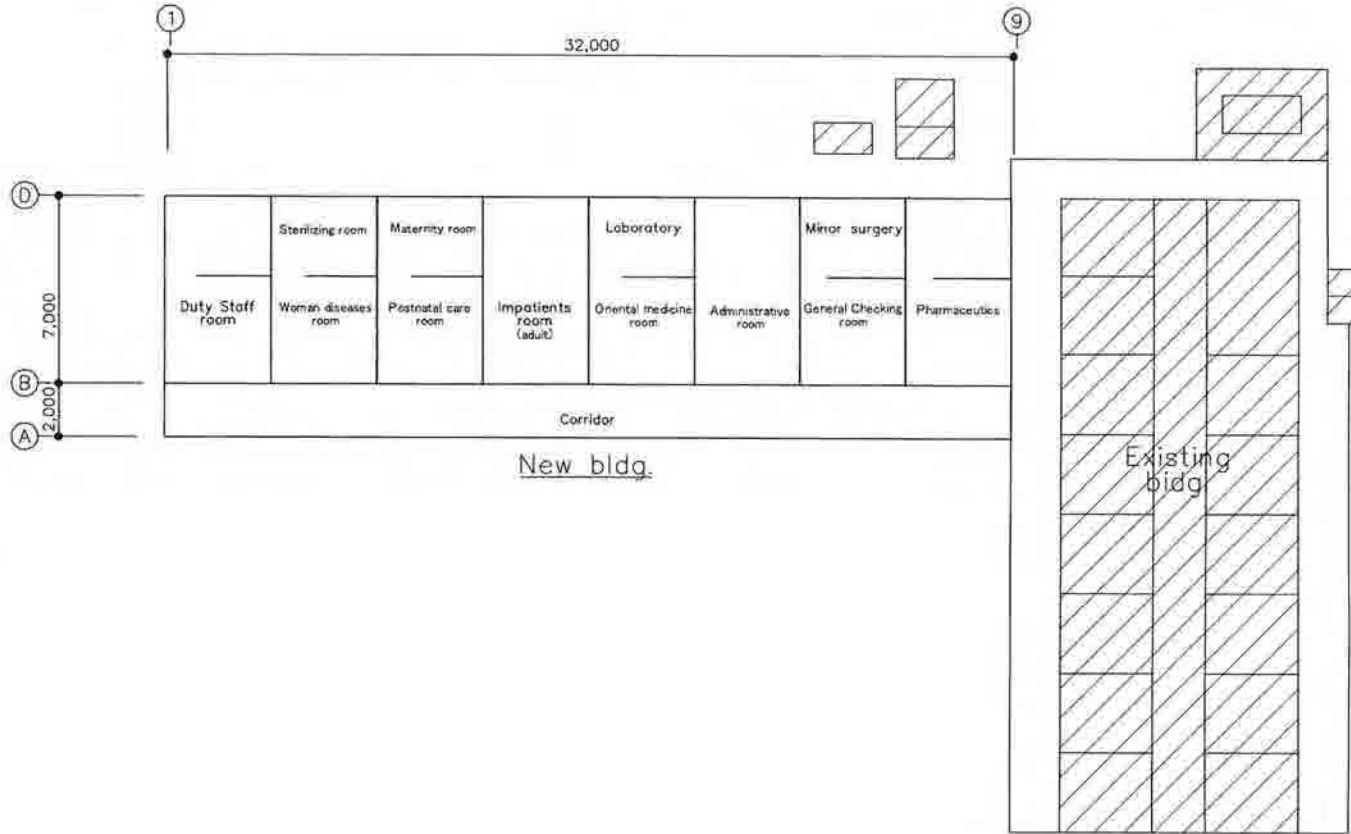 1
9
32,000
D
7,000
B
2,000
A
Sterilizing room
Maternity room
Laboratory
Minor surgery
Duty Staff
room
Woman diseases
room
Postnatal care
room
Impatients
room
(adult)
Oriental medicine
room
Administrative
room
General Checking
room
Pharmaceutics
Corridor
New bldg.
Existing
bldg